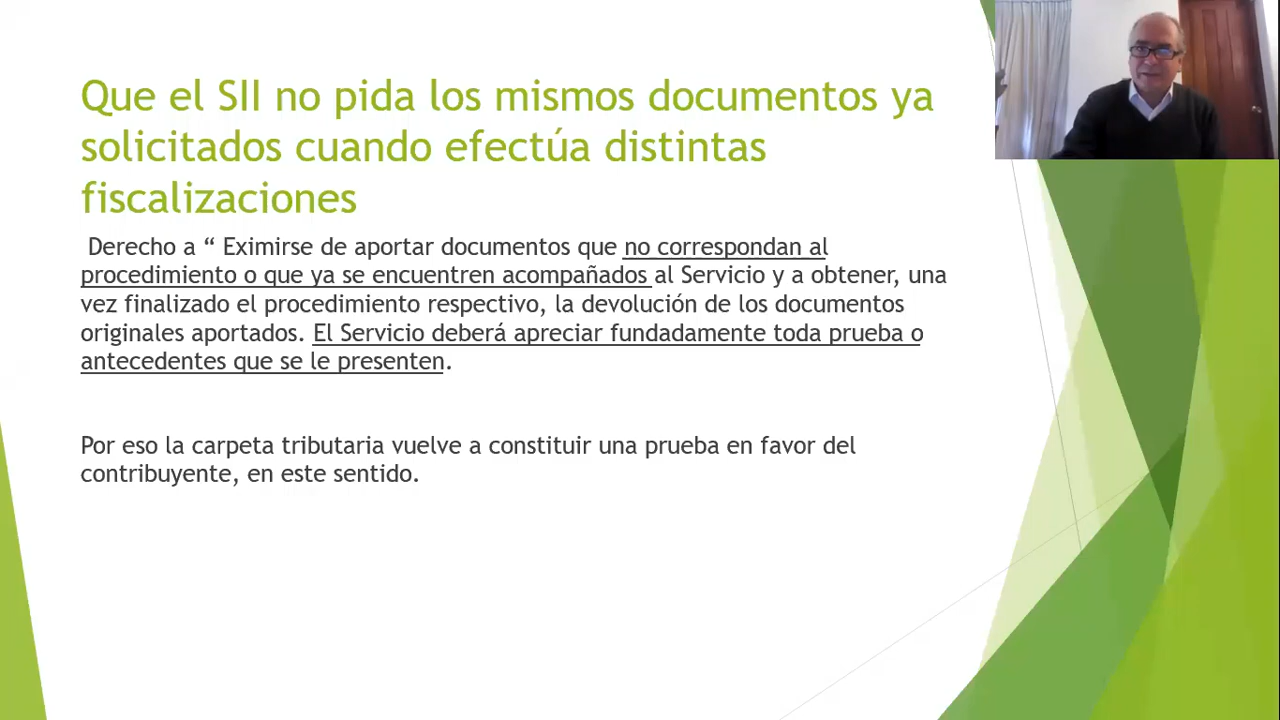 Que el SII no pida los mismos documentos ya
solicitados cuando efectúa distintas
fiscalizaciones
Derecho a “ Eximirse de aportar documentos que no correspondan al
procedimiento o que ya se encuentren acompañados al Servicio y a obtener, una
vez finalizado el procedimiento respectivo, la devolución de los documentos
originales aportados. El Servicio deberá apreciar fundadamente toda prueba o
antecedentes que se le presenten.
Por eso la carpeta tributaria vuelve a constituir una prueba en favor del
contribuyente, en este sentido.